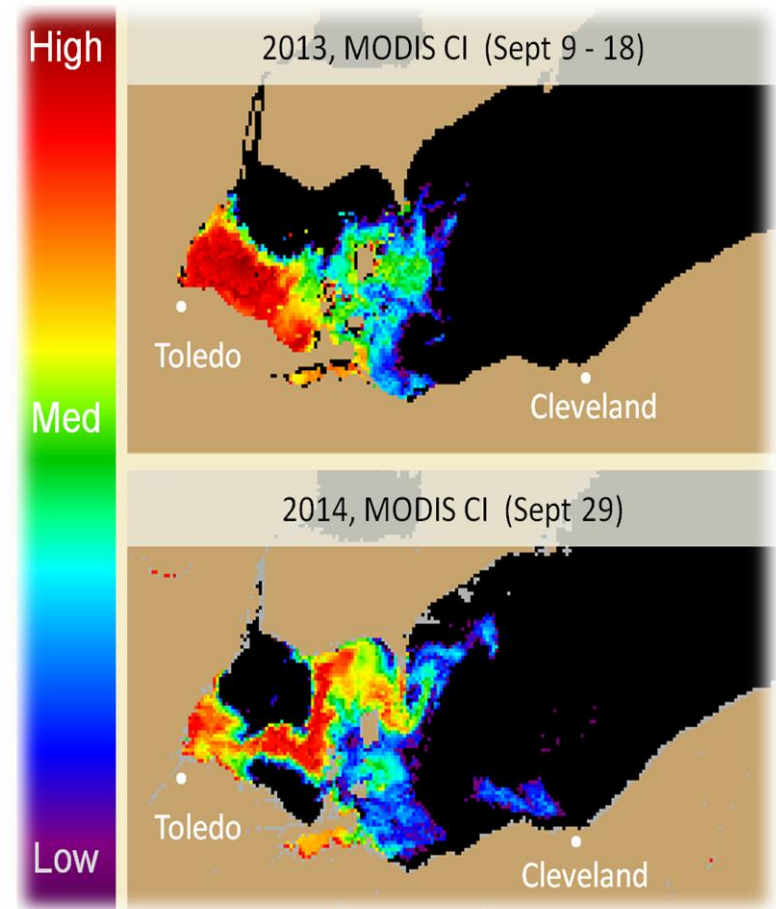 High
Med
Low
2013, MODIS CI (Sept 9 - 18)
Toledo
Cleveland
2014, MODIS CI (Sept 29)
Toledo
Cleveland